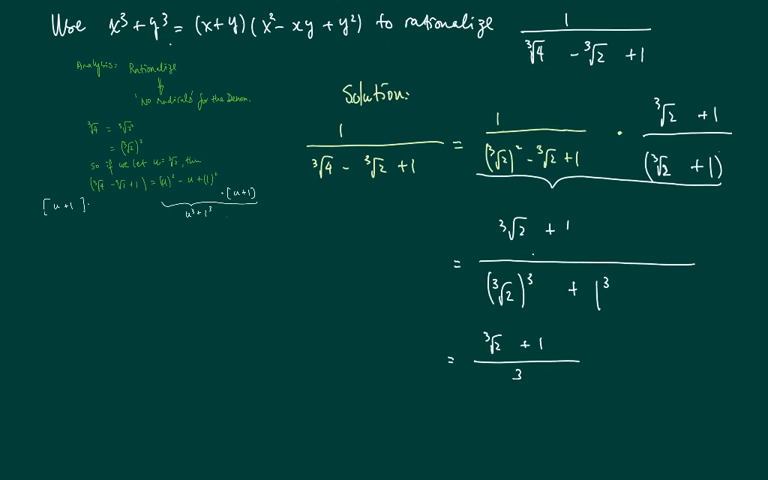 Use x³ + y³ = (x+y)(x² - xy + y²) to rationalize 1 / (∛4 - ∛2 + 1)
Analysis: Rationalize
⇓
"No radicals" for the Denom.
∛4 = ∛2²
= (∛2)²
so if we let u = ∛2, then
(∛4 - ∛2 + 1) = (u)² - u + (1)²
[u+1] · · [u+1]
u³ + 1³
Solution:
1 / (∛4 - ∛2 + 1) = 1 / ((∛2)² - ∛2 + 1) · (∛2 + 1) / (∛2 + 1)
= (∛2 + 1) / ((∛2)³ + 1³)
= (∛2 + 1) / 3